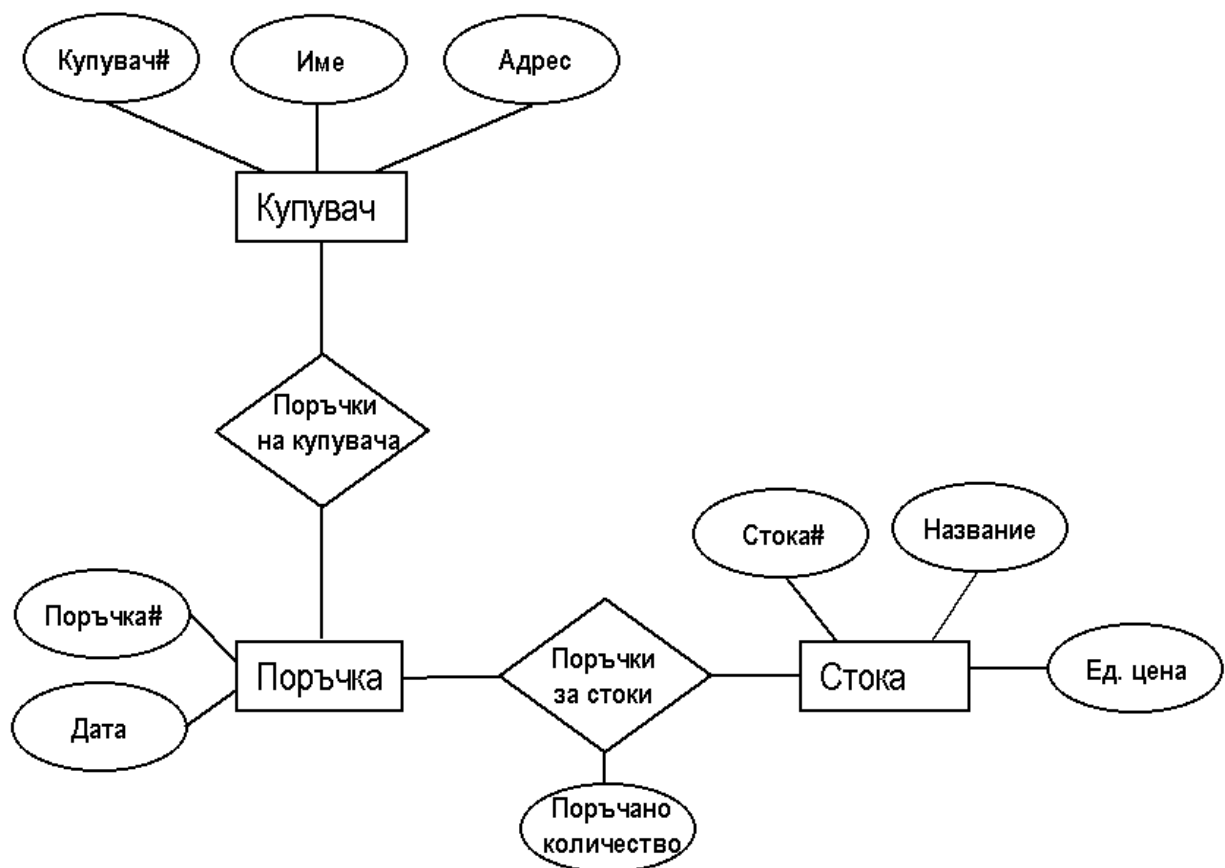 Купувач#
Име
Адрес
Купувач
Поръчки
на купувача
Стока#
Название
Поръчка#
Поръчка
Дата
Поръчки
за стоки
Стока
Ед. цена
Поръчано
количество